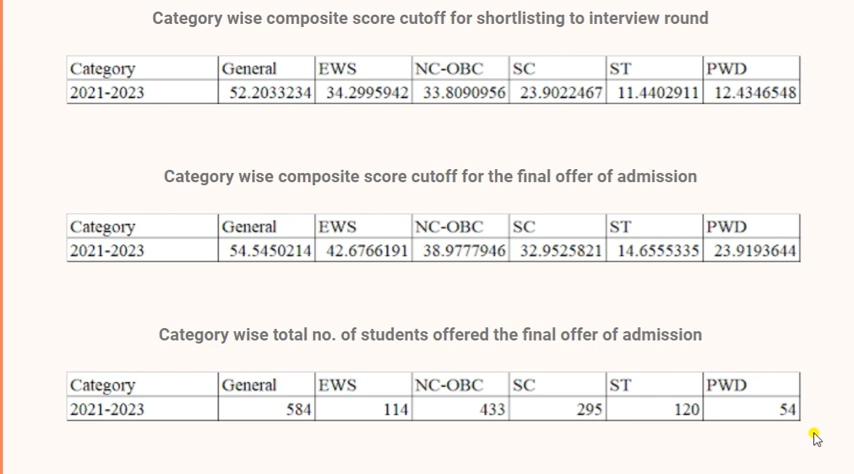 Category wise composite score cutoff for shortlisting to interview round
Category General EWS NC-OBC SC ST PWD
2021-2023 52.2033234 34.2995942 33.8090956 23.9022467 11.4402911 12.4346548
Category wise composite score cutoff for the final offer of admission
Category General EWS NC-OBC SC ST PWD
2021-2023 54.5450214 42.6766191 38.9777946 32.9525821 14.6555335 23.9193644
Category wise total no. of students offered the final offer of admission
Category General EWS NC-OBC SC ST PWD
2021-2023 584 114 433 295 120 54